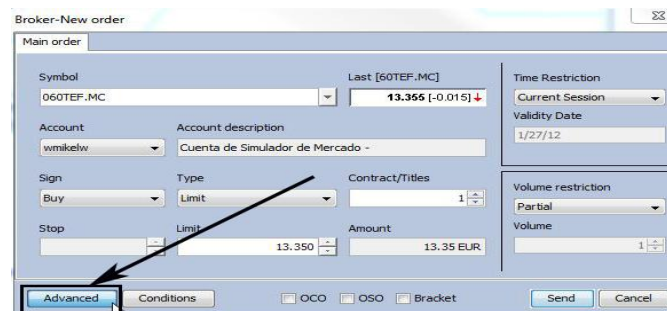 Broker-New order
Main order
Symbol
Last [60TEF.MC]
Time Restriction
060TEF.MC
13.355 [-0.015]
Current Session
Validity Date
Account
Account description
1/27/12
wmikelw
Cuenta de Simulador de Mercado -
Sign
Type
Contract/Titles
Volume restriction
Buy
Limit
1
Partial
Stop
Limit
Amount
Volume
13.350
13.35 EUR
1
Advanced
Conditions
OCO
OSO
Bracket
Send
Cancel